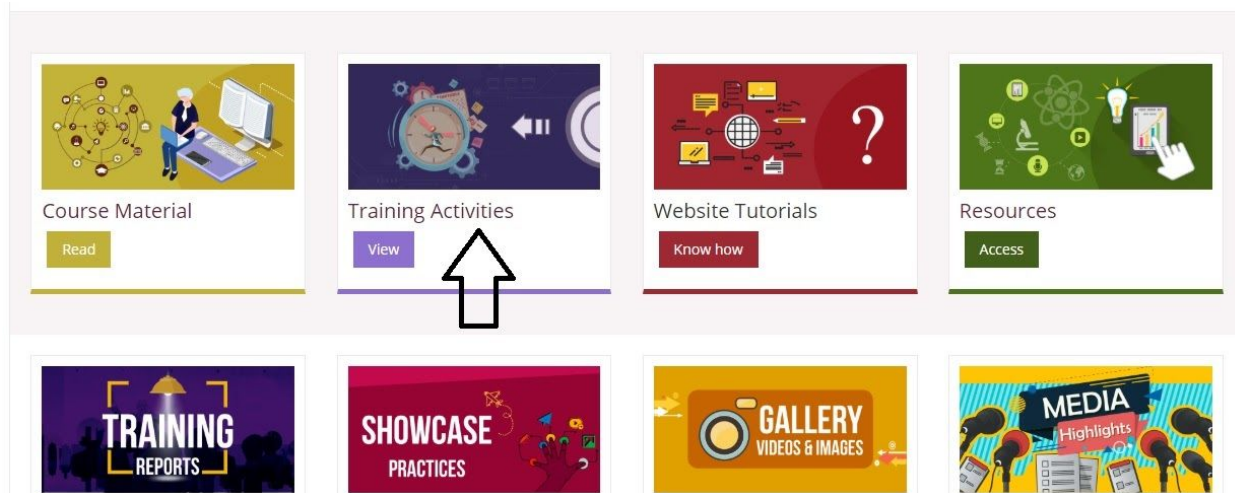 Course Material
Read
Training Activities
View
Website Tutorials
Know how
Resources
Access
TRAINING
REPORTS
SHOWCASE
PRACTICES
GALLERY
VIDEOS & IMAGES
MEDIA
Highlights